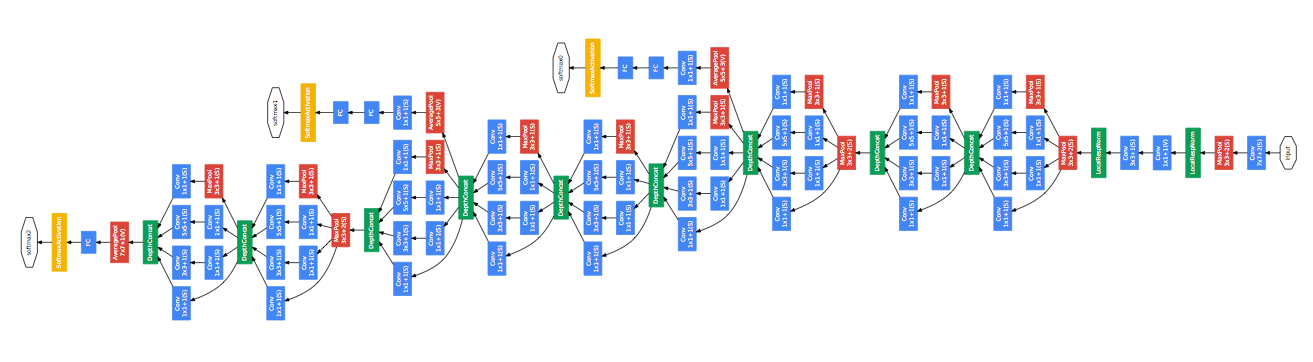 softmax2
SoftmaxActivation
FC
AveragePool
7x7+1(V)
DepthConcat
Conv
1x1+1(S)
Conv
5x5+1(S)
Conv
3x3+1(S)
Conv
1x1+1(S)
MaxPool
3x3+1(S)
Conv
1x1+1(S)
Conv
1x1+1(S)
DepthConcat
softmax1
Conv
1x1+1(S)
Conv
5x5+1(S)
Conv
3x3+1(S)
Conv
1x1+1(S)
SoftmaxActivation
MaxPool
3x3+1(S)
Conv
1x1+1(S)
Conv
1x1+1(S)
FC
MaxPool
3x3+2(S)
FC
DepthConcat
Conv
1x1+1(S)
Conv
1x1+1(S)
Conv
5x5+1(S)
Conv
3x3+1(S)
Conv
1x1+1(S)
AveragePool
5x5+3(V)
MaxPool
3x3+1(S)
Conv
1x1+1(S)
Conv
1x1+1(S)
DepthConcat
Conv
1x1+1(S)
Conv
5x5+1(S)
Conv
3x3+1(S)
Conv
1x1+1(S)
MaxPool
3x3+1(S)
Conv
1x1+1(S)
Conv
1x1+1(S)
softmax0
DepthConcat
SoftmaxActivation
Conv
1x1+1(S)
Conv
5x5+1(S)
Conv
3x3+1(S)
Conv
1x1+1(S)
FC
MaxPool
3x3+1(S)
Conv
1x1+1(S)
Conv
1x1+1(S)
FC
DepthConcat
Conv
1x1+1(S)
Conv
1x1+1(S)
Conv
5x5+1(S)
Conv
3x3+1(S)
Conv
1x1+1(S)
AveragePool
5x5+3(V)
MaxPool
3x3+1(S)
Conv
1x1+1(S)
Conv
1x1+1(S)
DepthConcat
Conv
1x1+1(S)
Conv
5x5+1(S)
Conv
3x3+1(S)
Conv
1x1+1(S)
MaxPool
3x3+1(S)
Conv
1x1+1(S)
Conv
1x1+1(S)
MaxPool
3x3+2(S)
DepthConcat
Conv
1x1+1(S)
Conv
5x5+1(S)
Conv
3x3+1(S)
Conv
1x1+1(S)
MaxPool
3x3+1(S)
Conv
1x1+1(S)
Conv
1x1+1(S)
DepthConcat
Conv
1x1+1(S)
Conv
5x5+1(S)
Conv
3x3+1(S)
Conv
1x1+1(S)
MaxPool
3x3+1(S)
Conv
1x1+1(S)
Conv
1x1+1(S)
MaxPool
3x3+2(S)
LocalRespNorm
Conv
3x3+1(S)
Conv
1x1+1(V)
LocalRespNorm
MaxPool
3x3+2(S)
Conv
7x7+2(S)
input